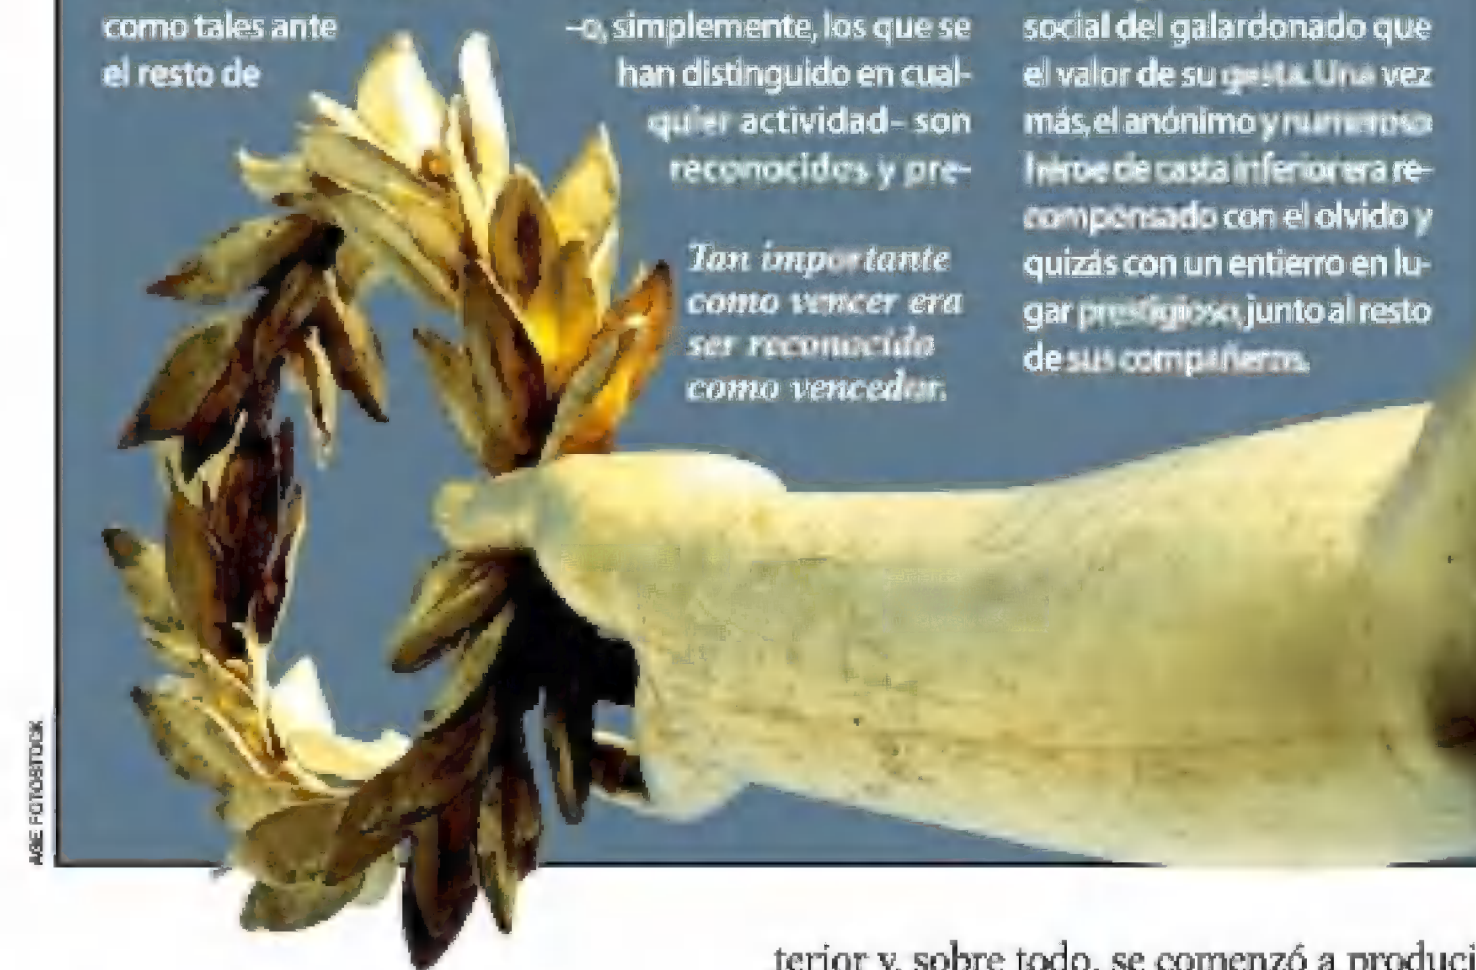 como tales ante
el resto de
–o, simplemente, los que se
han distinguido en cual-
quier actividad– son
reconocidos y pre-
Tan importante
como vencer era
ser reconocido
como vencedor.
social del galardonado que
el valor de su gesta. Una vez
más, el anónimo y numeroso
héroe de casta inferior era re-
compensado con el olvido y
quizás con un entierro en lu-
gar prestigioso, junto al resto
de sus compañeros.
AGE FOTOSTOCK
terior y, sobre todo, se comenzó a produci